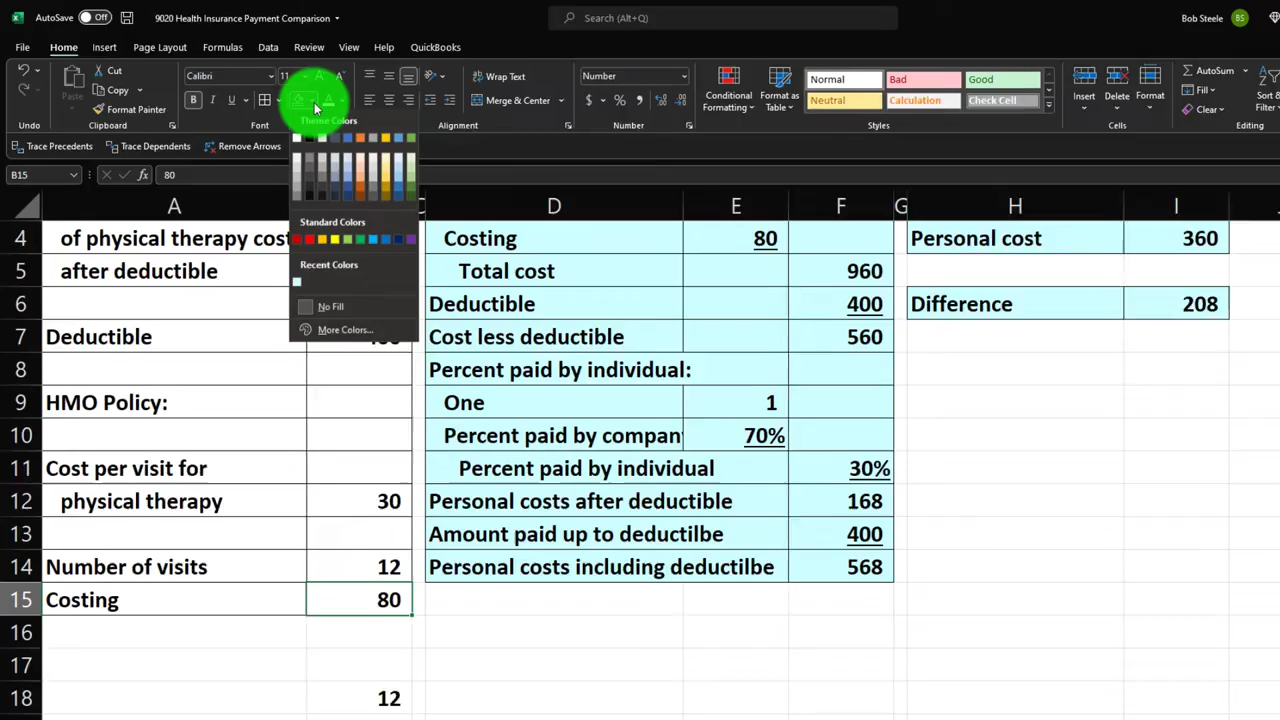 AutoSave Off 9020 Health Insurance Payment Comparison Search (Alt+Q) Bob Steele BS
File Home Insert Page Layout Formulas Data Review View Help QuickBooks
Cut
Copy
Format Painter
Paste
Calibri 11
B I U A A
Wrap Text
Merge & Center
Number
$ %
Conditional Formatting
Format as Table
Normal Bad Good
Neutral Calculation Check Cell
Insert Delete Format
AutoSum
Fill
Clear
Sort &
Filter
Undo Clipboard Font Alignment Number Styles Cells Editing
Trace Precedents Trace Dependents Remove Arrows
B15 fx 80
Theme Colors
Standard Colors
Recent Colors
No Fill
More Colors...
A D E F G H I
4 of physical therapy cost Costing 80 Personal cost 360
5 after deductible Total cost 960
6 Deductible 400 Difference 208
7 Deductible Cost less deductible 560
8 Percent paid by individual:
9 HMO Policy: One 1
10 Percent paid by compan 70%
11 Cost per visit for Percent paid by individual 30%
12 physical therapy 30 Personal costs after deductible 168
13 Amount paid up to deductilbe 400
14 Number of visits 12 Personal costs including deductilbe 568
15 Costing 80
16
17
18 12